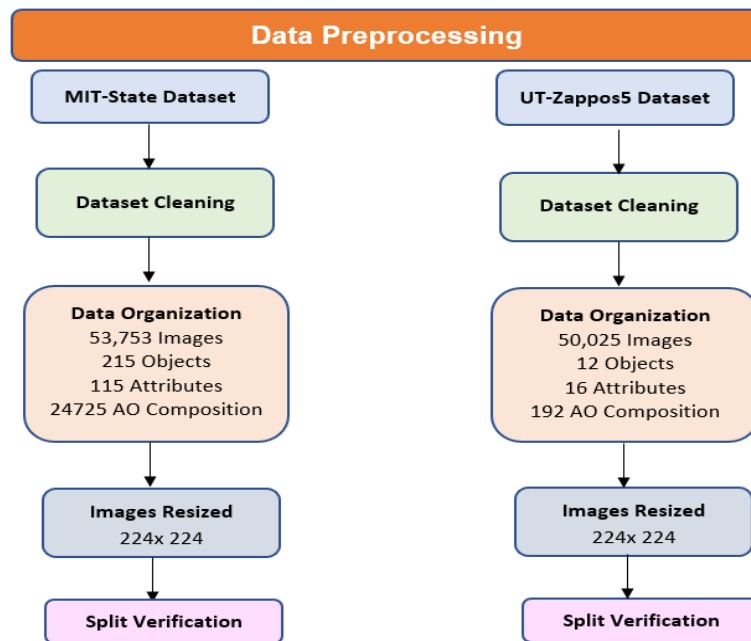 Data Preprocessing
MIT-State Dataset
Dataset Cleaning
Data Organization
53,753 Images
215 Objects
115 Attributes
24725 AO Composition
Images Resized
224x 224
Split Verification
UT-Zappos5 Dataset
Dataset Cleaning
Data Organization
50,025 Images
12 Objects
16 Attributes
192 AO Composition
Images Resized
224x 224
Split Verification